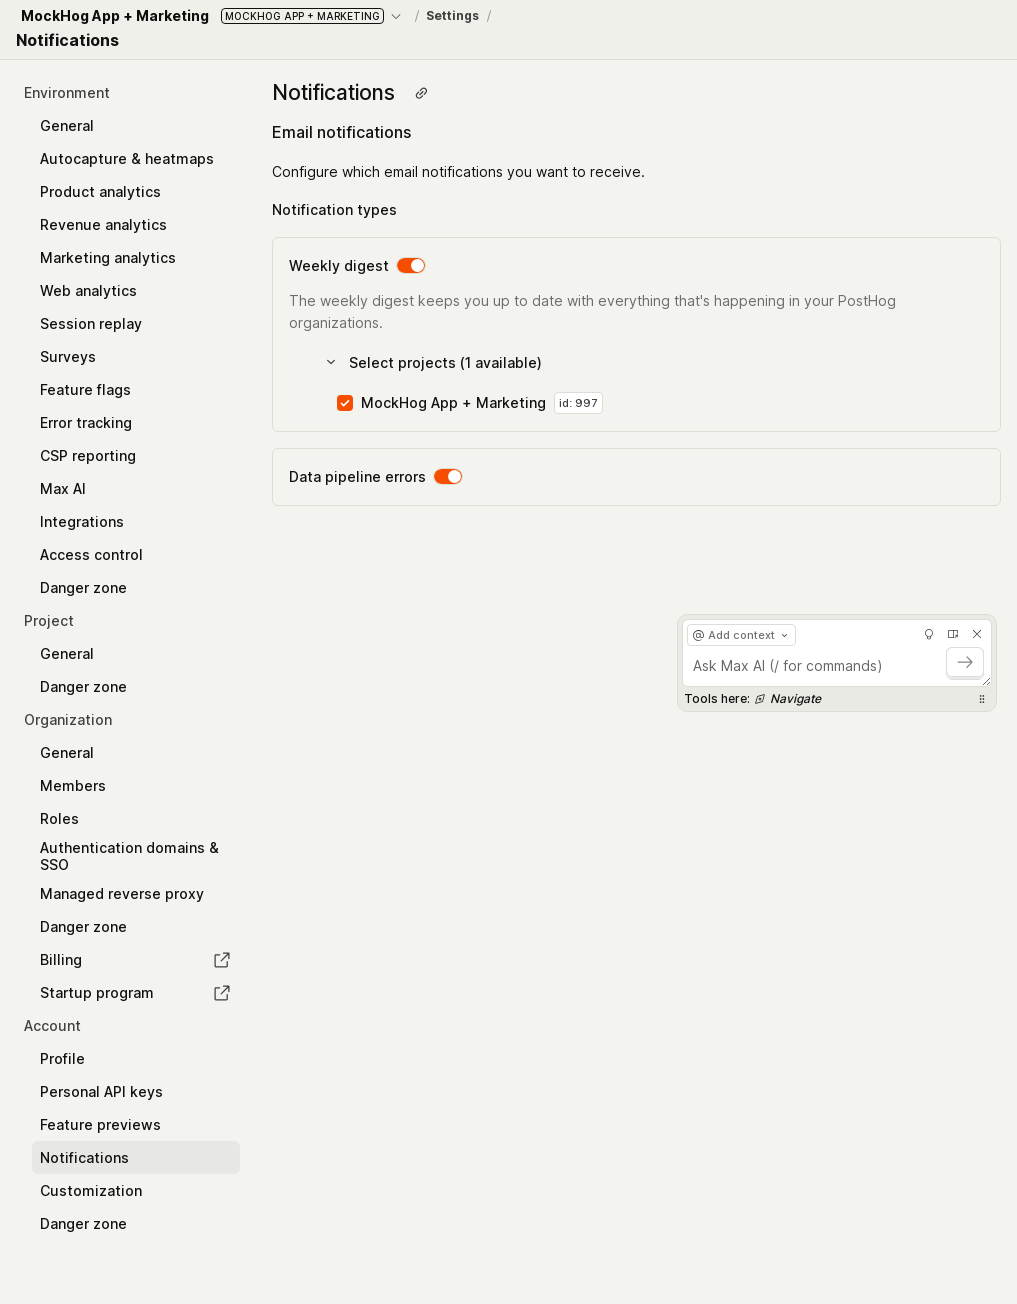 MockHog App + Marketing MOCKHOG APP + MARKETING / Settings /
Notifications
Environment
General
Autocapture & heatmaps
Product analytics
Revenue analytics
Marketing analytics
Web analytics
Session replay
Surveys
Feature flags
Error tracking
CSP reporting
Max AI
Integrations
Access control
Danger zone
Project
General
Danger zone
Organization
General
Members
Roles
Authentication domains &
SSO
Managed reverse proxy
Danger zone
Billing
Startup program
Account
Profile
Personal API keys
Feature previews
Notifications
Customization
Danger zone
Notifications
Email notifications
Configure which email notifications you want to receive.
Notification types
Weekly digest
The weekly digest keeps you up to date with everything that's happening in your PostHog
organizations.
Select projects (1 available)
MockHog App + Marketing id: 997
Data pipeline errors
@ Add context
Ask Max AI (/ for commands)
Tools here: Navigate